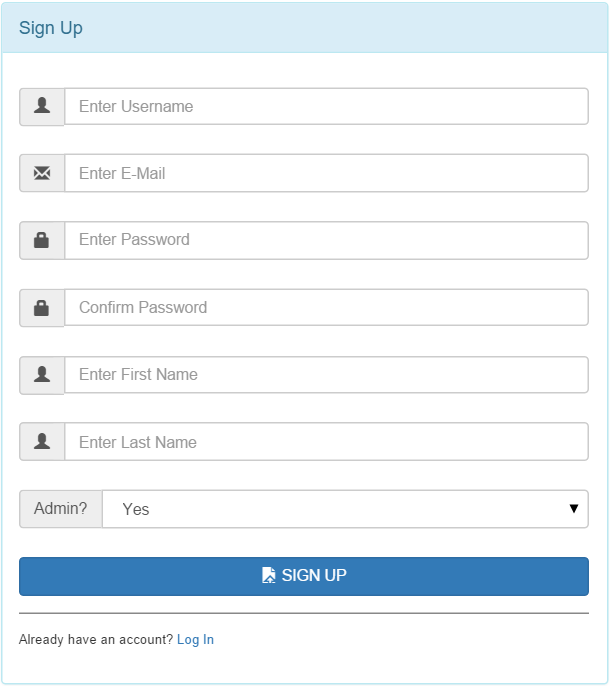 Sign Up
Enter Username
Enter E-Mail
Enter Password
Confirm Password
Enter First Name
Enter Last Name
Admin? Yes
SIGN UP
Already have an account? Log In